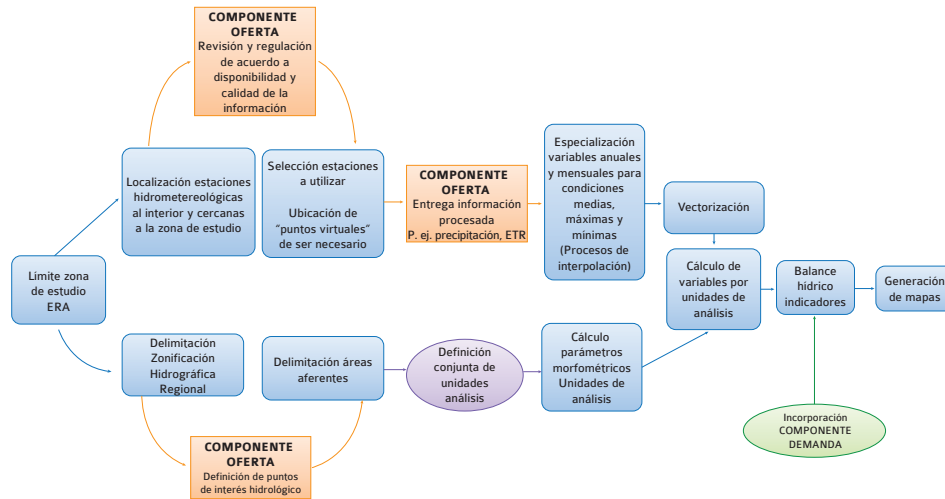 COMPONENTE
OFERTA
Revisión y regulación
de acuerdo a
disponibilidad y
calidad de la
información
Localización estaciones
hidrometereológicas
al interior y cercanas
a la zona de estudio
Selección estaciones
a utilizar
Ubicación de
“puntos virtuales”
de ser necesario
COMPONENTE
OFERTA
Entrega información
procesada
P. ej. precipitación, ETR
Especialización
variables anuales
y mensuales para
condiciones
medias,
máximas y
mínimas
(Procesos de
interpolación)
Vectorización
Límite zona
de estudio
ERA
Cálculo de
variables por
unidades de
análisis
Balance
hídrico
indicadores
Generación
de mapas
Delimitación
Zonificación
Hidrográfica
Regional
Delimitación áreas
aferentes
Definición
conjunta de
unidades
análisis
Cálculo
parámetros
morfométricos
Unidades de
análisis
Incorporación
COMPONENTE
DEMANDA
COMPONENTE
OFERTA
Definición de puntos
de interés hidrológico